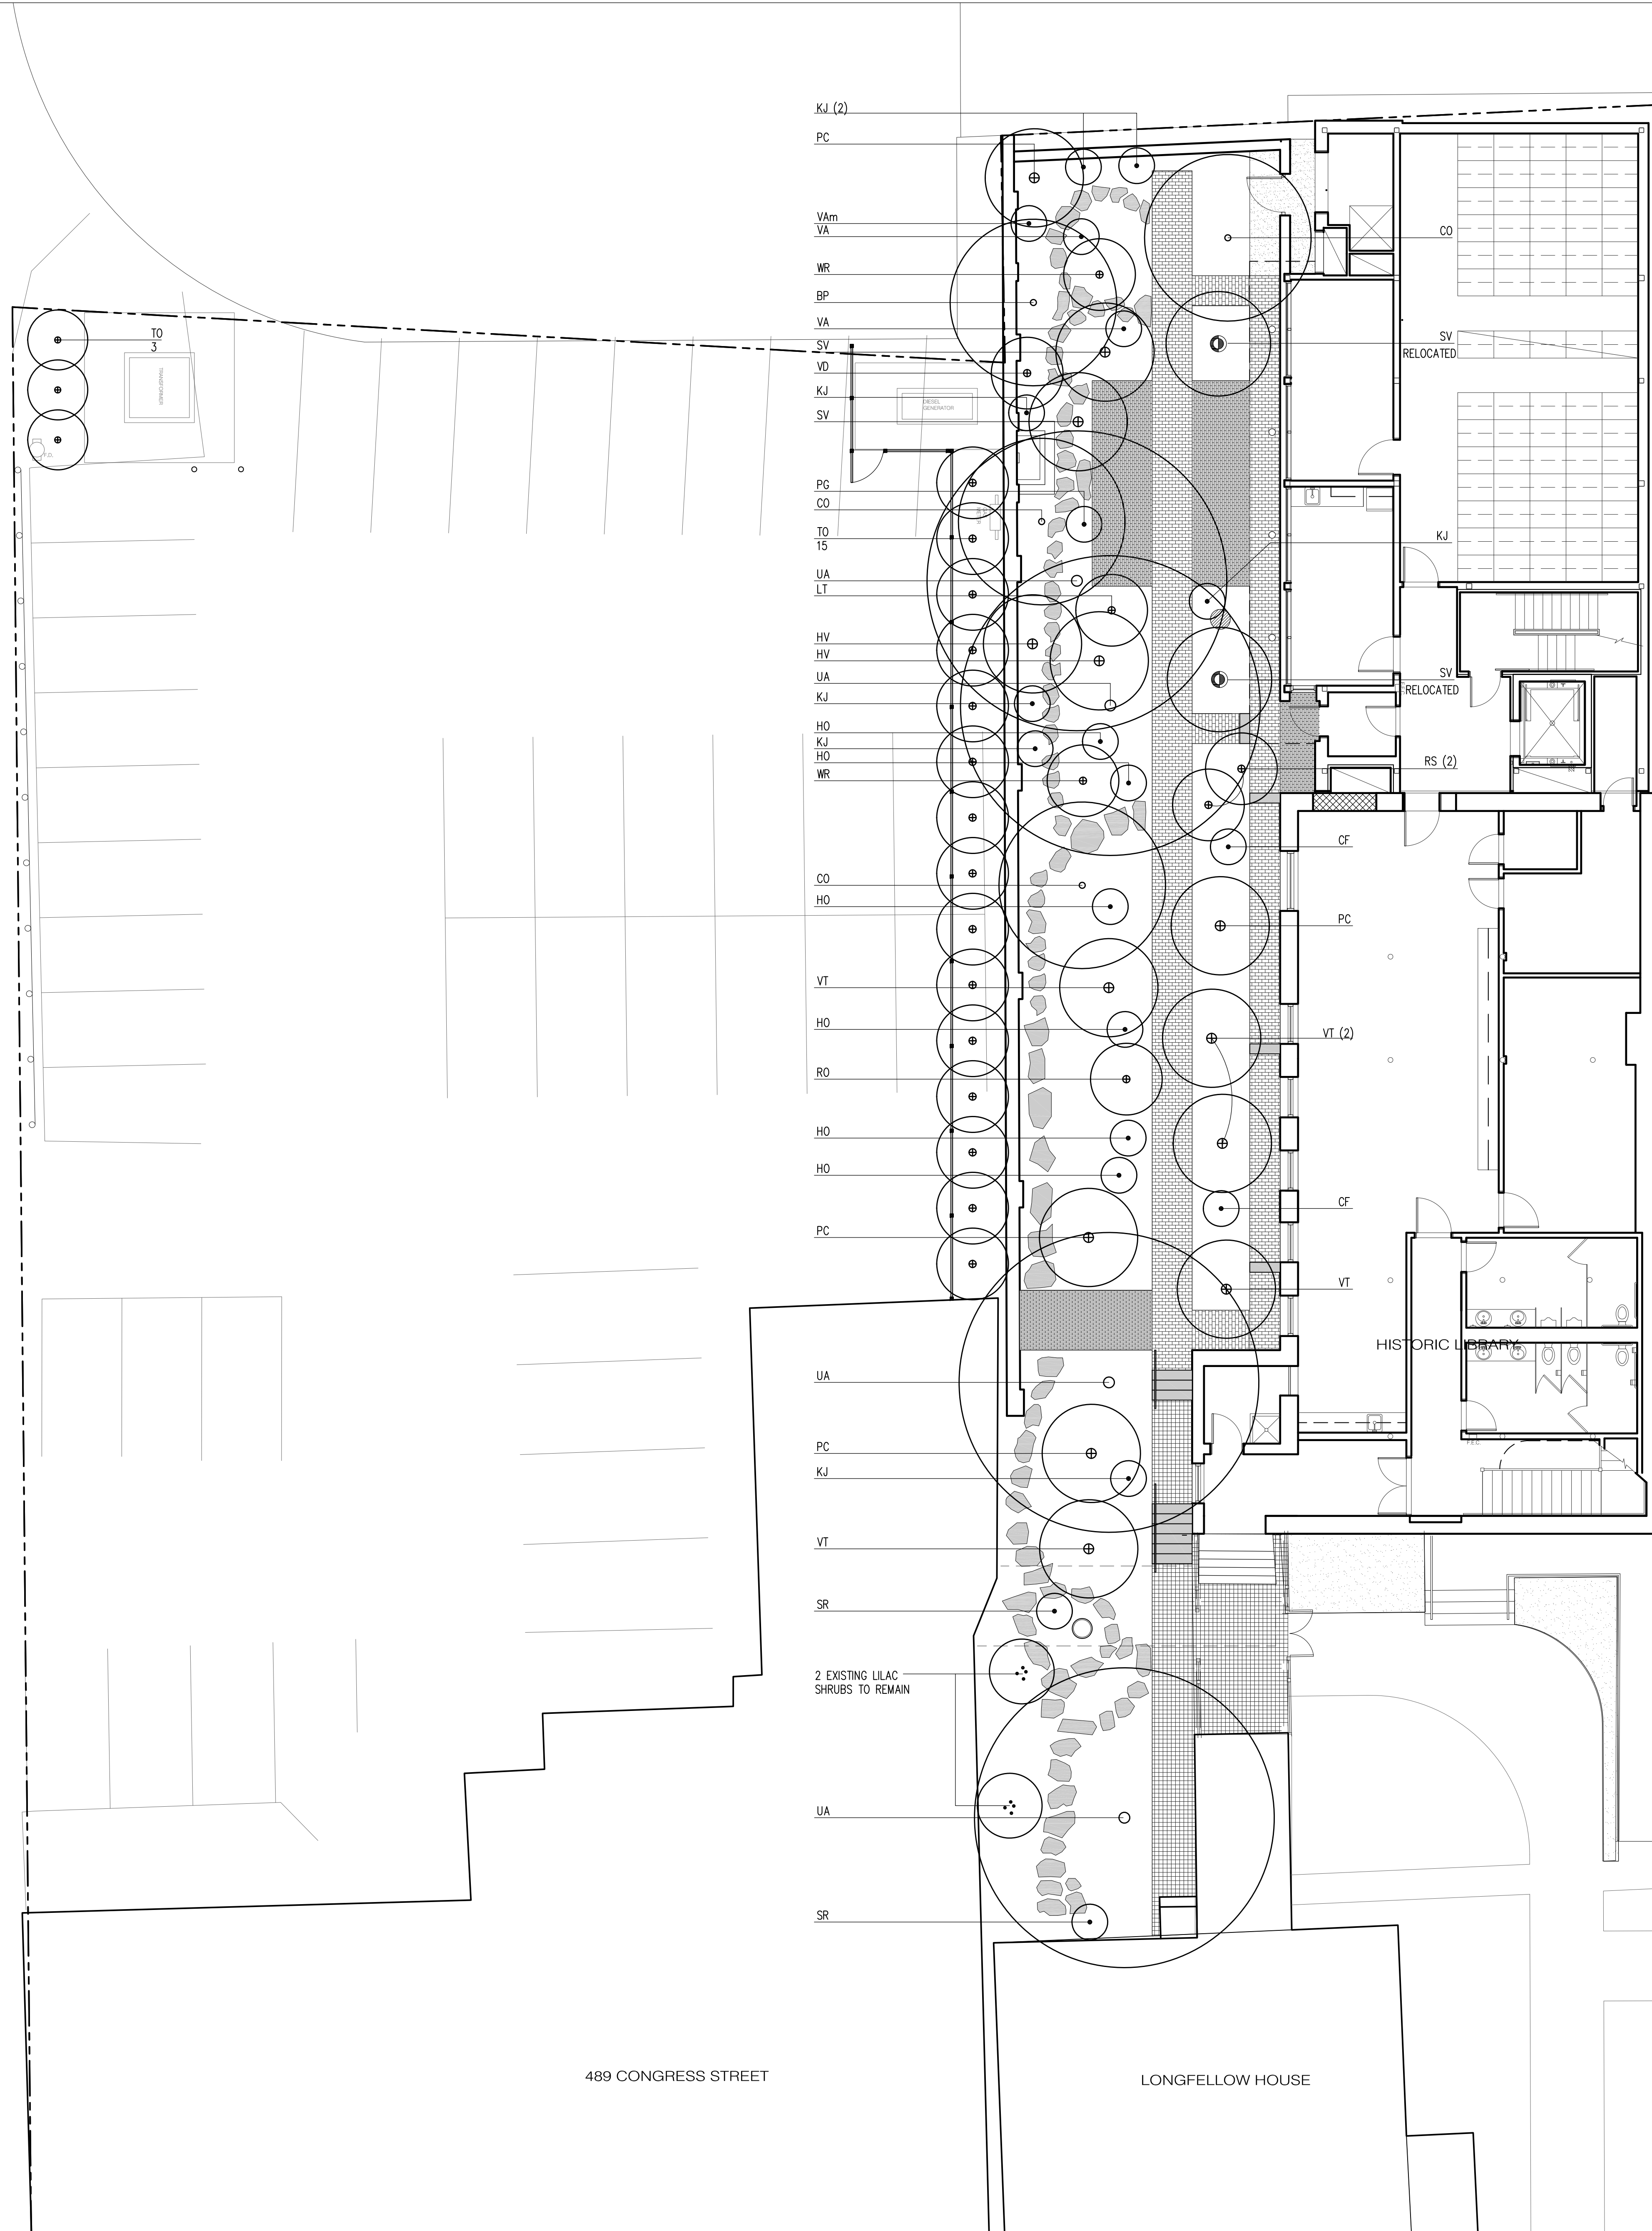 KJ (2)
PC
VAm
VA
CO
WR
BP
VA
TO
3
SV
RELOCATED
SV
VD
TRANSFORMER
KJ
DIESEL
GENERATOR
SV
F.D.
PG
CO
TO
15
KJ
UA
LT
HV
HV
UA
SV
RELOCATED
KJ
HO
KJ
HO
RS (2)
WR
CF
CO
HO
PC
VT
HO
VT (2)
RO
HO
HO
CF
PC
VT
HISTORIC LIBRARY
UA
PC
F.E.C.
KJ
VT
SR
2 EXISTING LILAC
SHRUBS TO REMAIN
UA
SR
489 CONGRESS STREET
LONGFELLOW HOUSE